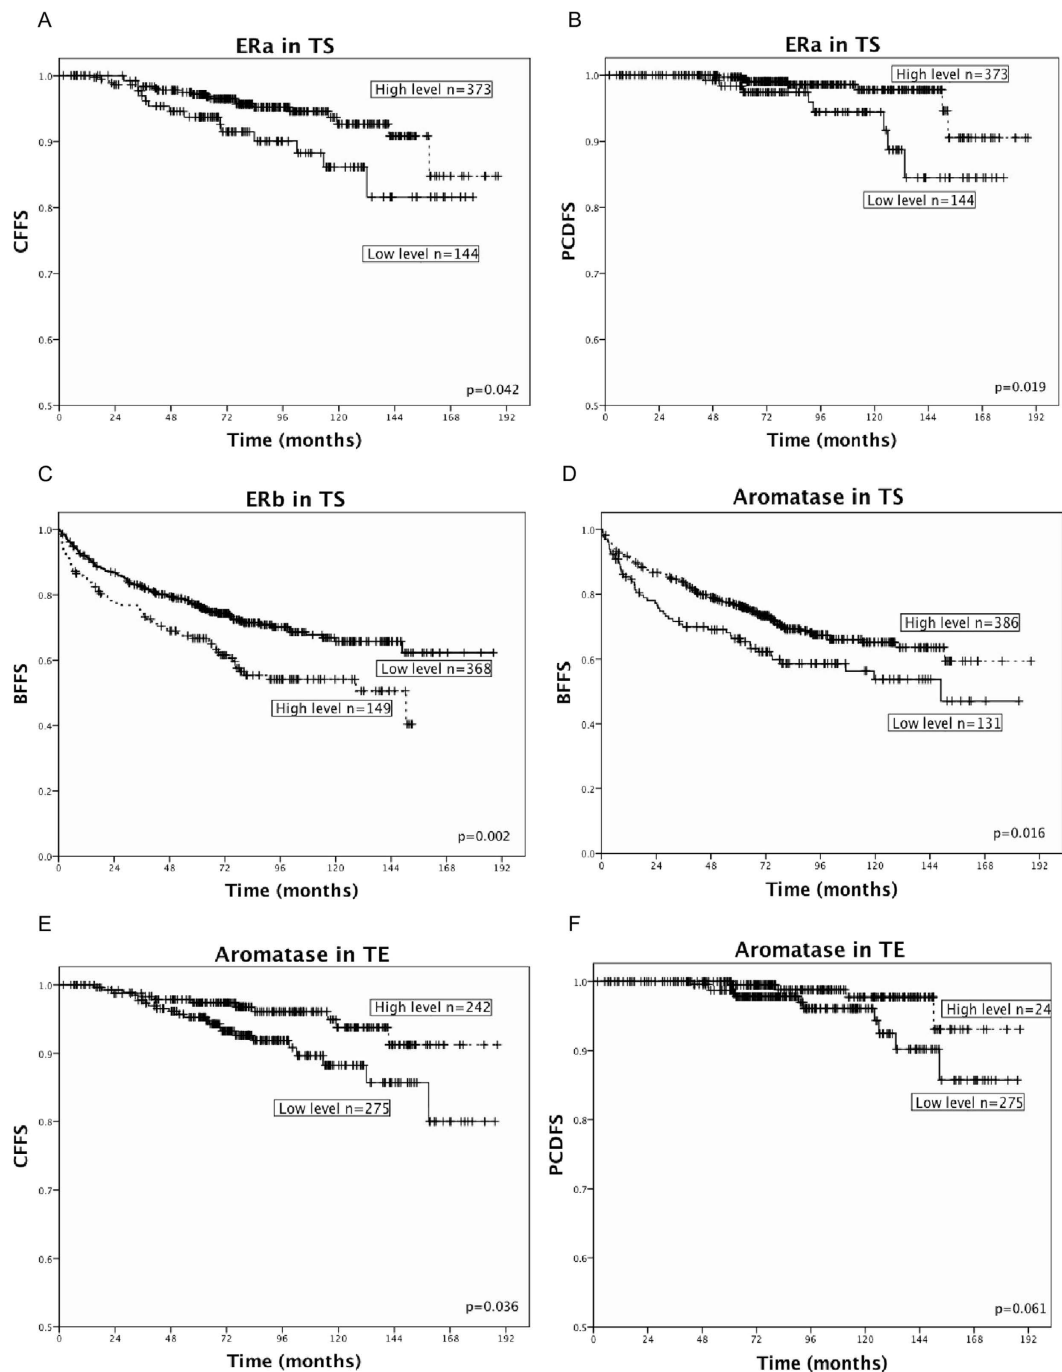 A
ERa in TS
1.0
0.9
0.8
0.7
0.6
0.5
CFFS
High level n=373
Low level n=144
p=0.042
0 24 48 72 96 120 144 168 192
Time (months)
B
ERa in TS
1.0
0.9
0.8
0.7
0.6
0.5
PCDFS
High level n=373
Low level n=144
p=0.019
0 24 48 72 96 120 144 168 192
Time (months)
C
ERb in TS
1.0
0.8
0.6
0.4
0.2
0.0
BFFS
Low level n=368
High level n=149
p=0.002
0 24 48 72 96 120 144 168 192
Time (months)
D
Aromatase in TS
1.0
0.8
0.6
0.4
0.2
0.0
BFFS
High level n=386
Low level n=131
p=0.016
0 24 48 72 96 120 144 168 192
Time (months)
E
Aromatase in TE
1.0
0.9
0.8
0.7
0.6
0.5
CFFS
High level n=242
Low level n=275
p=0.036
0 24 48 72 96 120 144 168 192
Time (months)
F
Aromatase in TE
1.0
0.9
0.8
0.7
0.6
0.5
PCDFS
High level n=24
Low level n=275
p=0.061
0 24 48 72 96 120 144 168 192
Time (months)